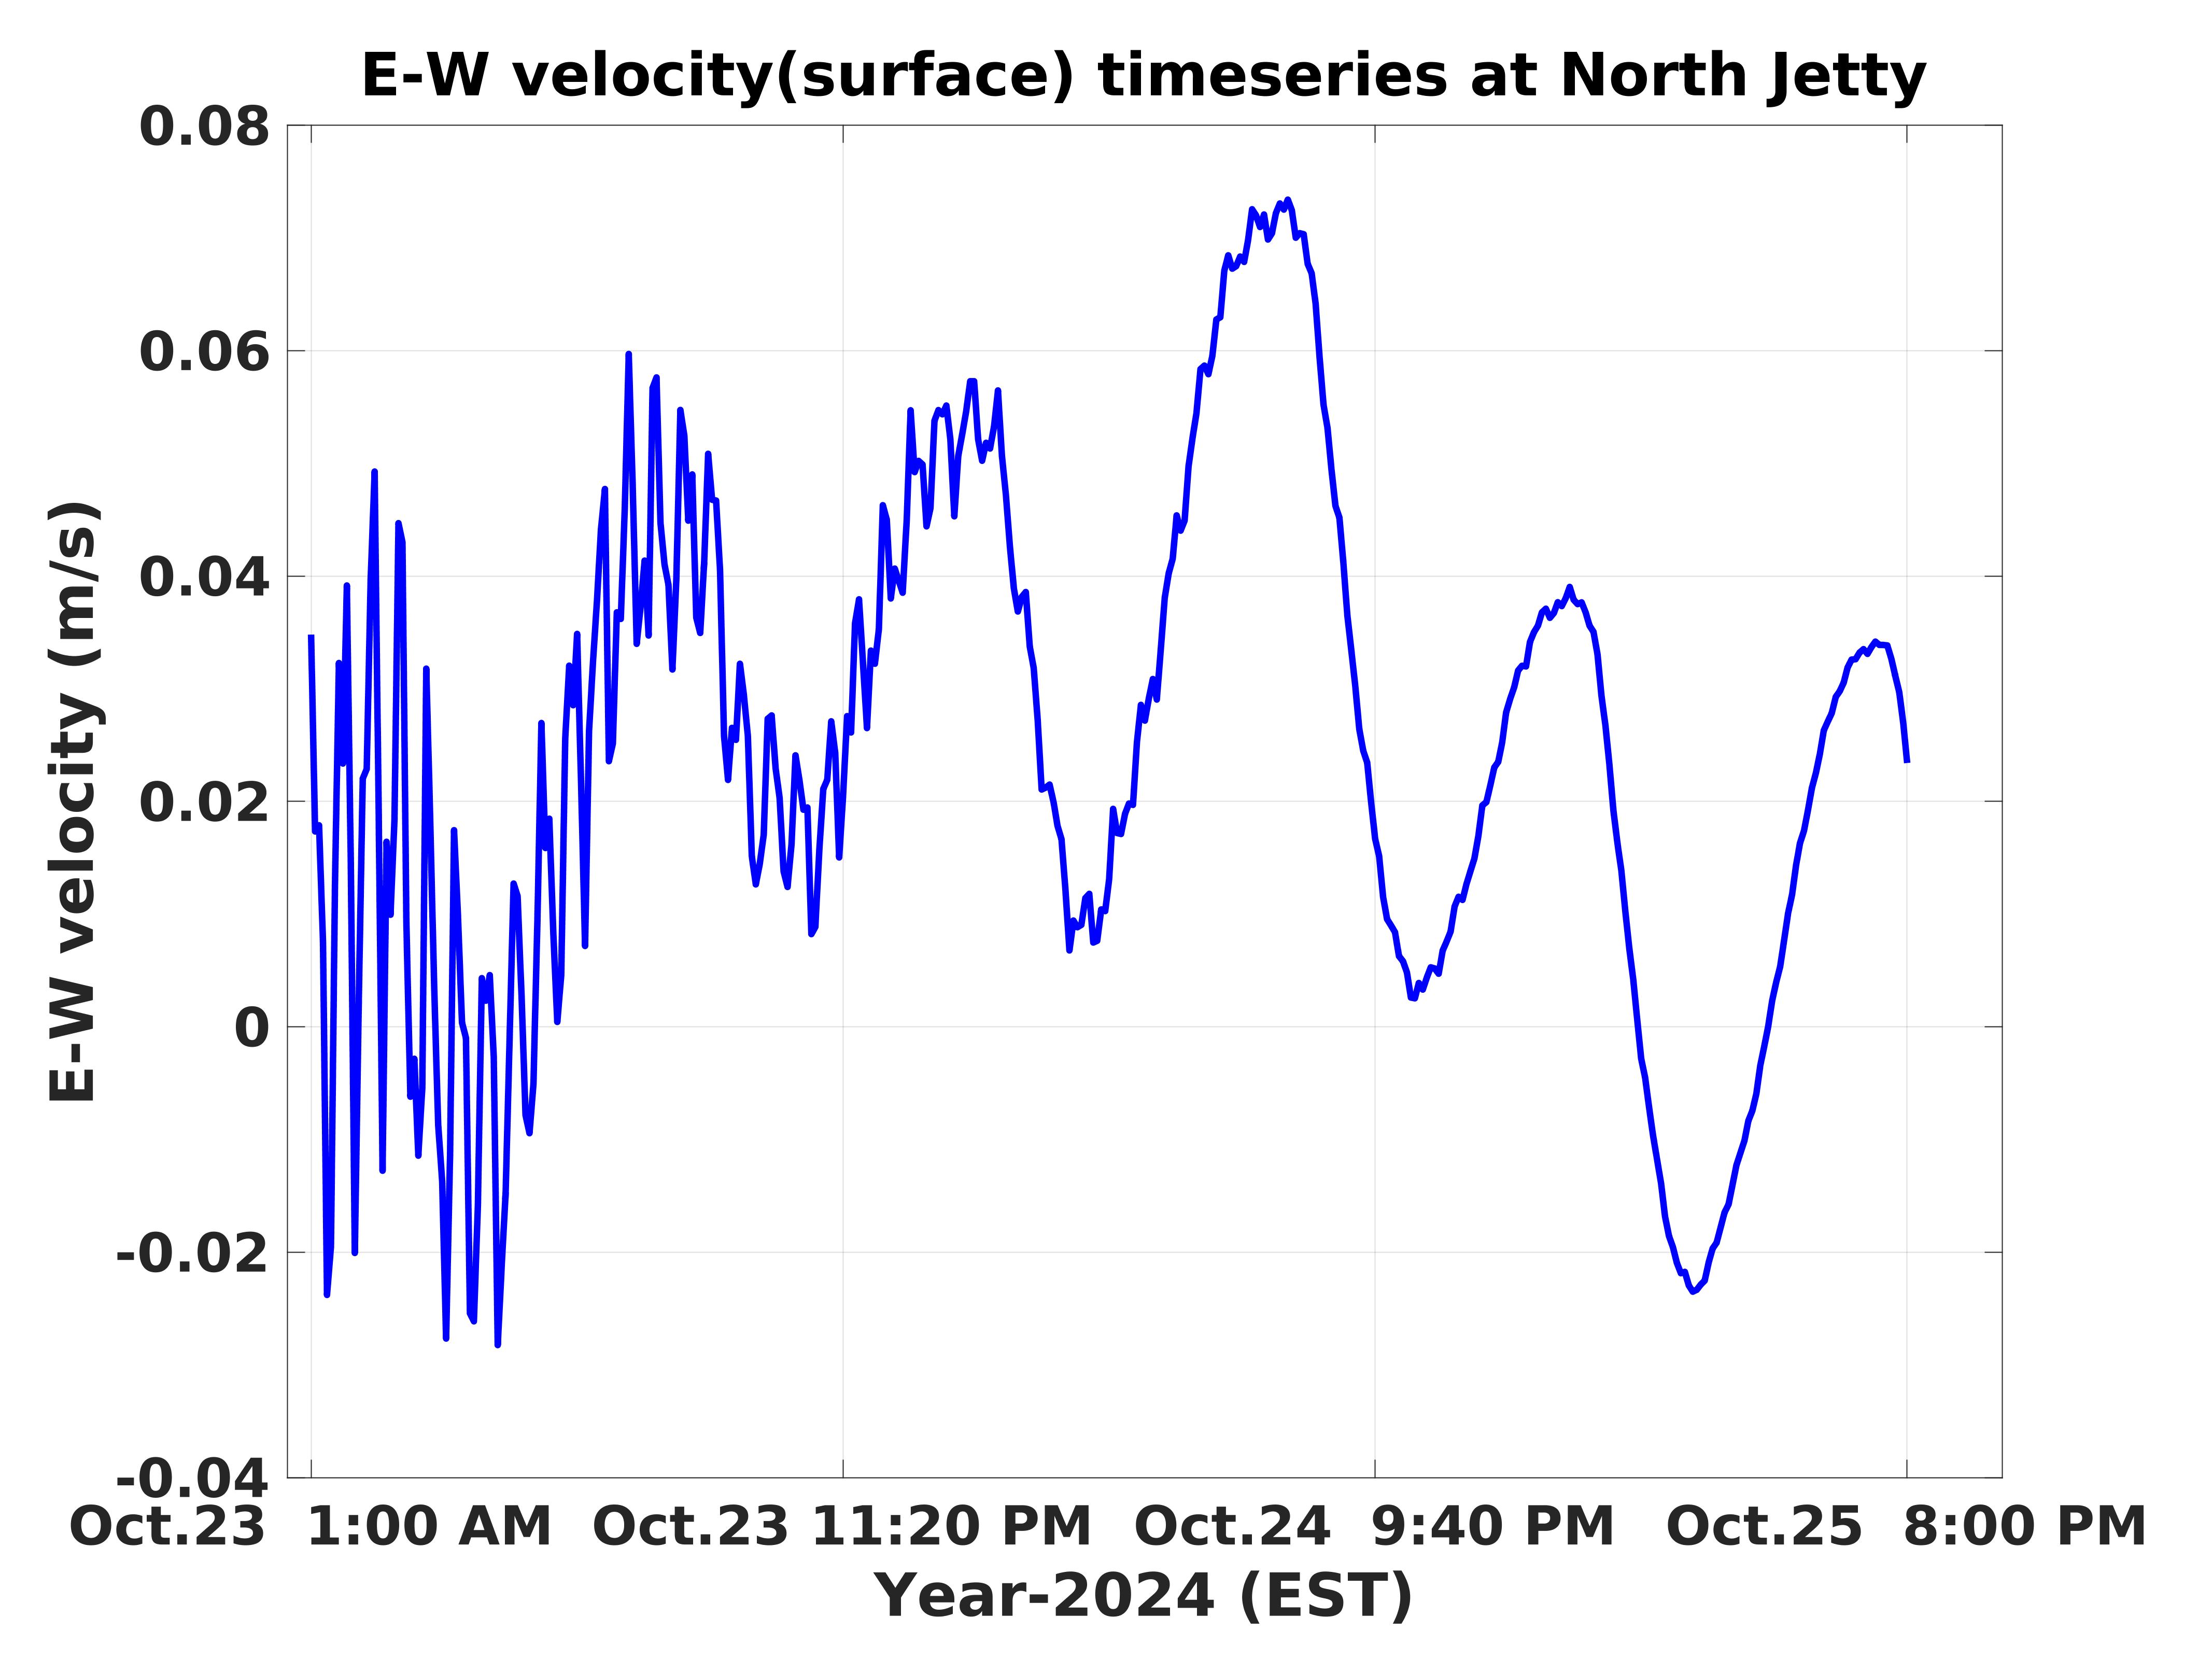 E-W velocity(surface) timeseries at North Jetty
0.08
0.06
0.04
0.02
0
-0.02
-0.04
E-W velocity (m/s)
Oct.23 1:00 AM Oct.23 11:20 PM Oct.24 9:40 PM Oct.25 8:00 PM
Year-2024 (EST)